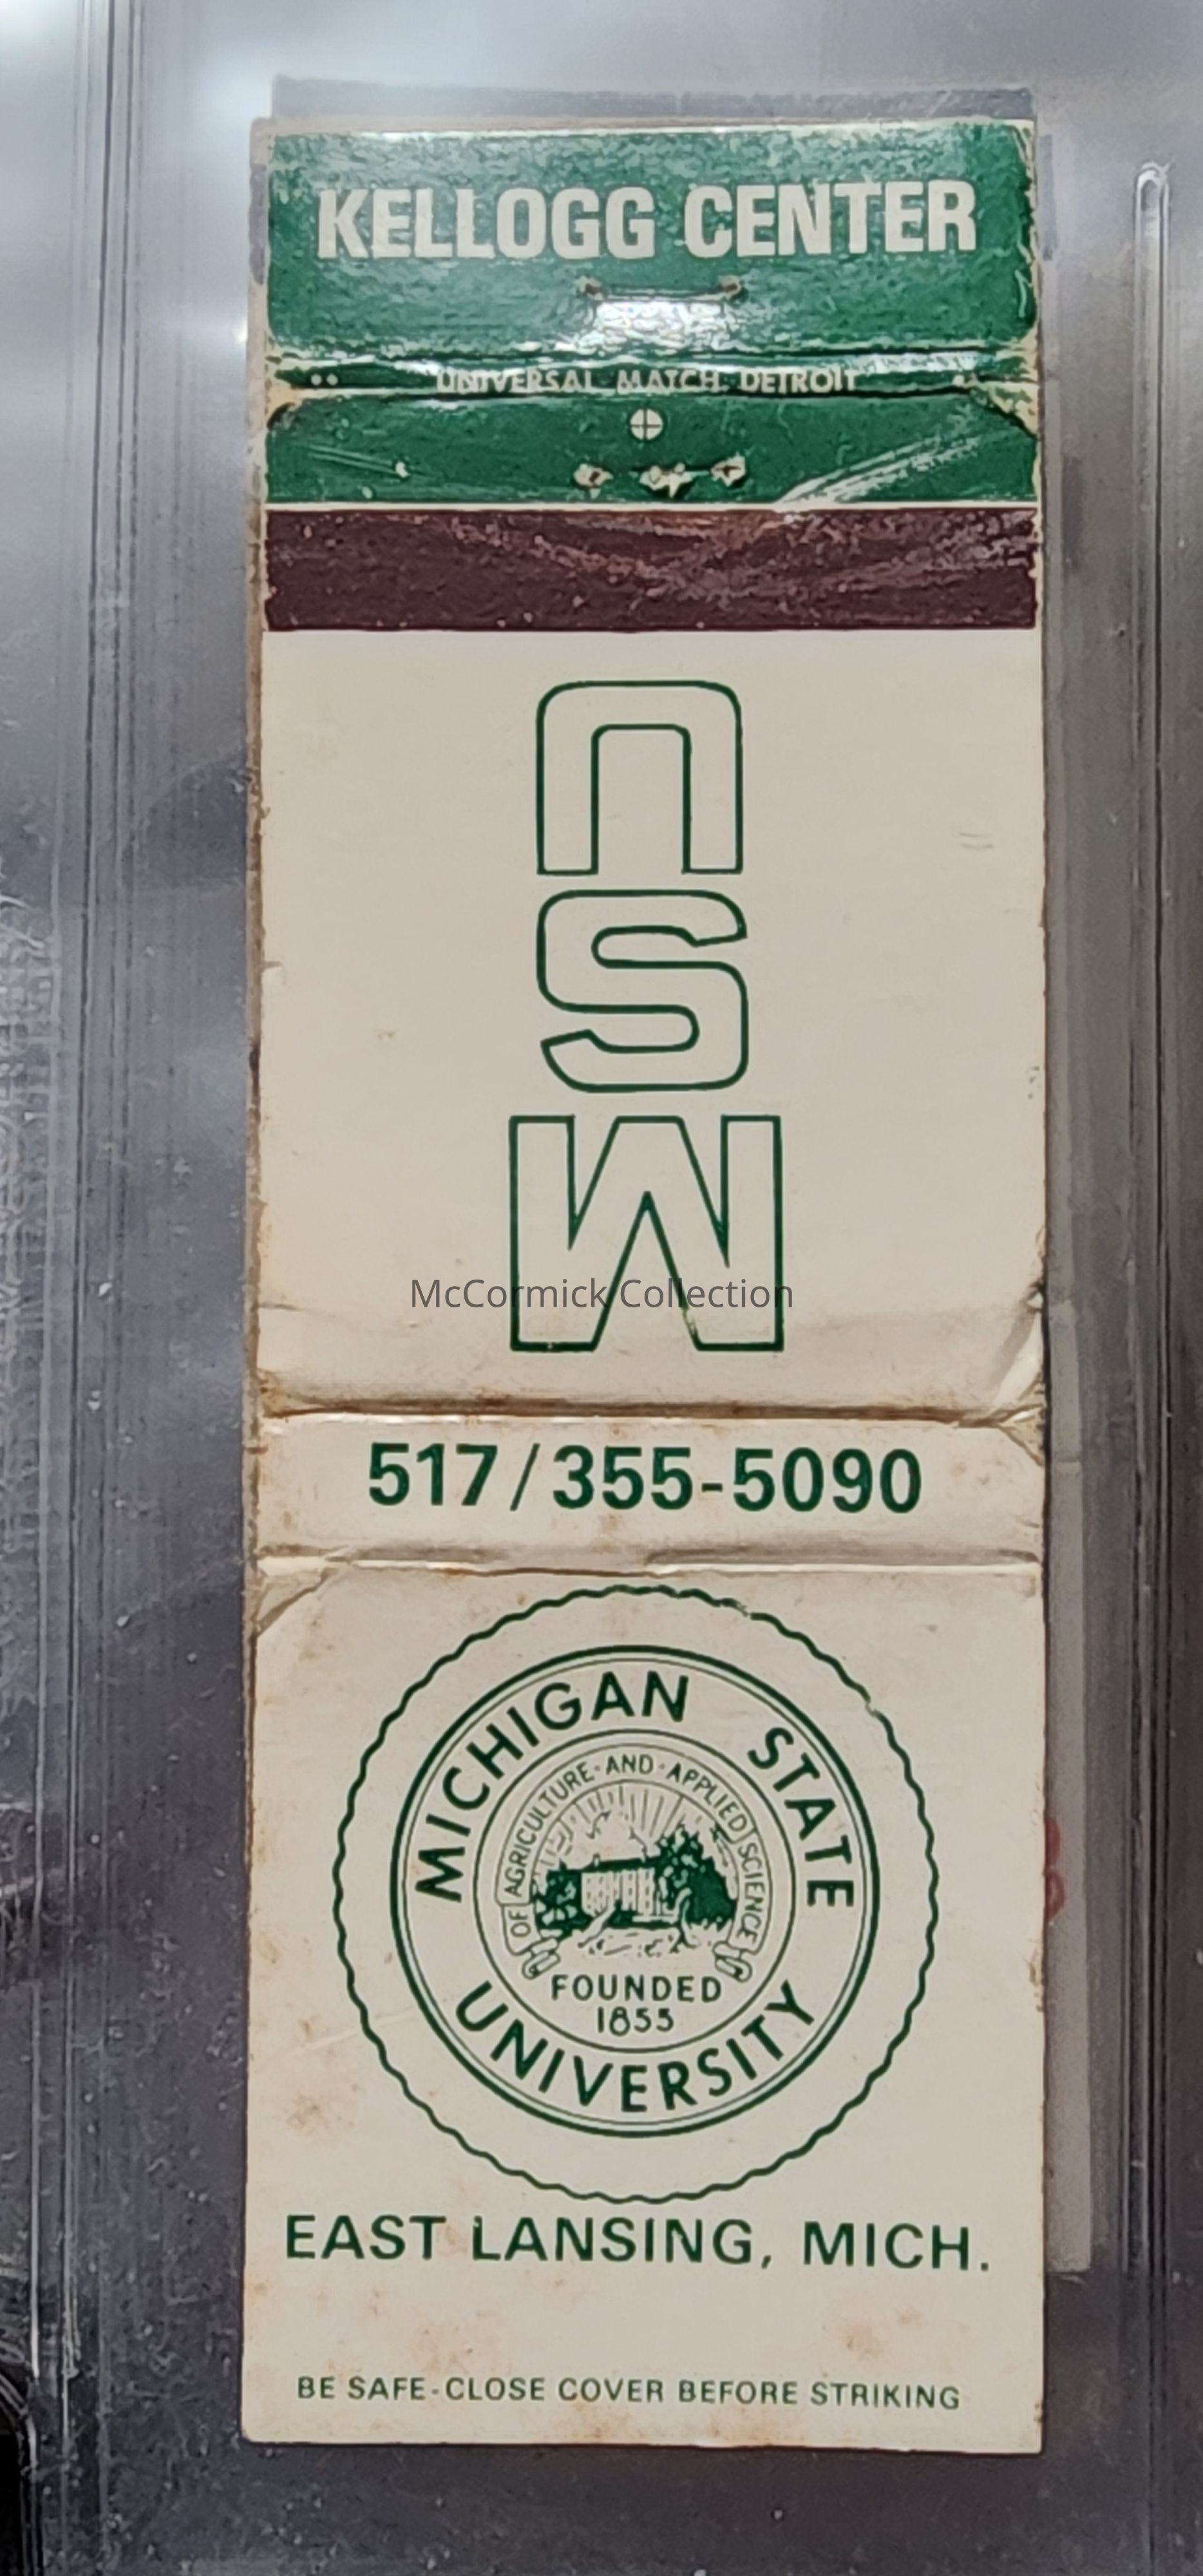 KELLOGG CENTER
UNIVERSAL MATCH, DETROIT
MSU
McCormick Collection
517/355-5090
MICHIGAN STATE
OF AGRICULTURE-AND-APPLIED SCIENCE
FOUNDED
1855
UNIVERSITY
EAST LANSING, MICH.
BE SAFE-CLOSE COVER BEFORE STRIKING